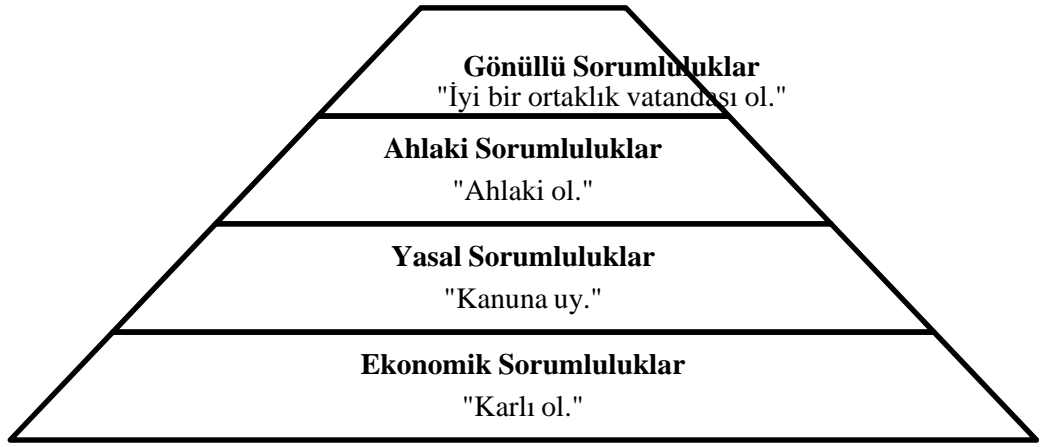 Gönüllü Sorumluluklar
"İyi bir ortaklık vatandaşı ol."
Ahlaki Sorumluluklar
"Ahlaki ol."
Yasal Sorumluluklar
"Kanuna uy."
Ekonomik Sorumluluklar
"Karlı ol."